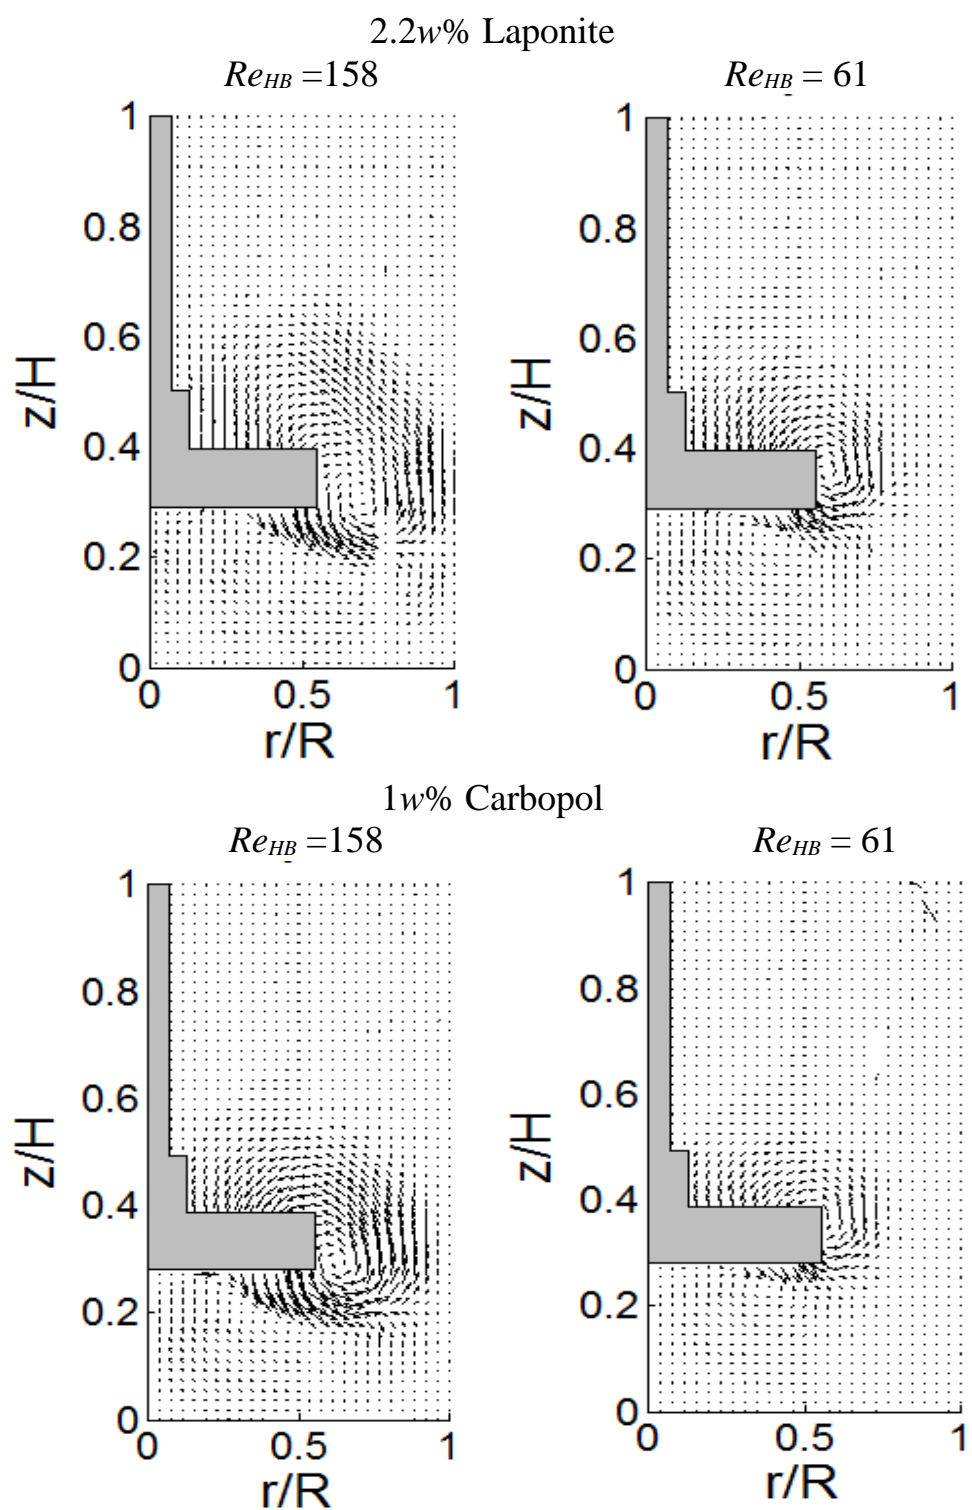 2.2w% Laponite
Re_HB =158
Re_HB = 61
1
0.8
0.6
z/H
0.4
0.2
0
0 0.5 1
r/R
1
0.8
0.6
z/H
0.4
0.2
0
0 0.5 1
r/R
1w% Carbopol
Re_HB =158
Re_HB = 61
1
0.8
0.6
z/H
0.4
0.2
0
0 0.5 1
r/R
1
0.8
0.6
z/H
0.4
0.2
0
0 0.5 1
r/R